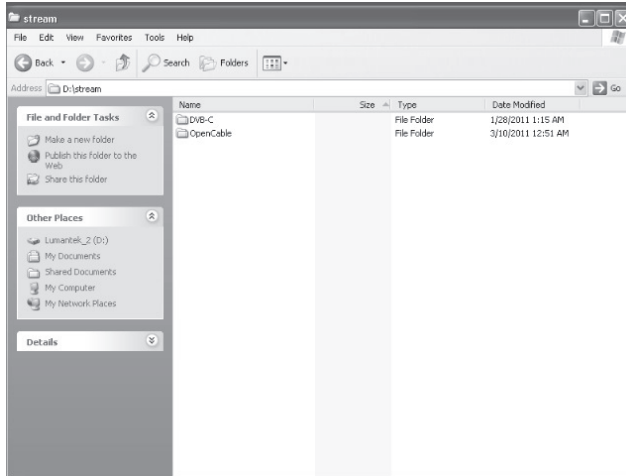 stream
File Edit View Favorites Tools Help
Back Search Folders
Address D:\stream Go
File and Folder Tasks
Make a new folder
Publish this folder to the
Web
Share this folder
Other Places
Lumantek_2 (D:)
My Documents
Shared Documents
My Computer
My Network Places
Details
Name Size Type Date Modified
DVB-C File Folder 1/28/2011 1:15 AM
OpenCable File Folder 3/10/2011 12:51 AM